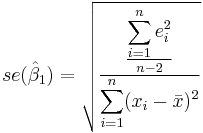 se(\hat{\beta}_1) = \sqrt{\frac{\frac{\sum_{i=1}^{n} e_i^2}{n-2}}{\sum_{i=1}^{n} (x_i - \bar{x})^2}}